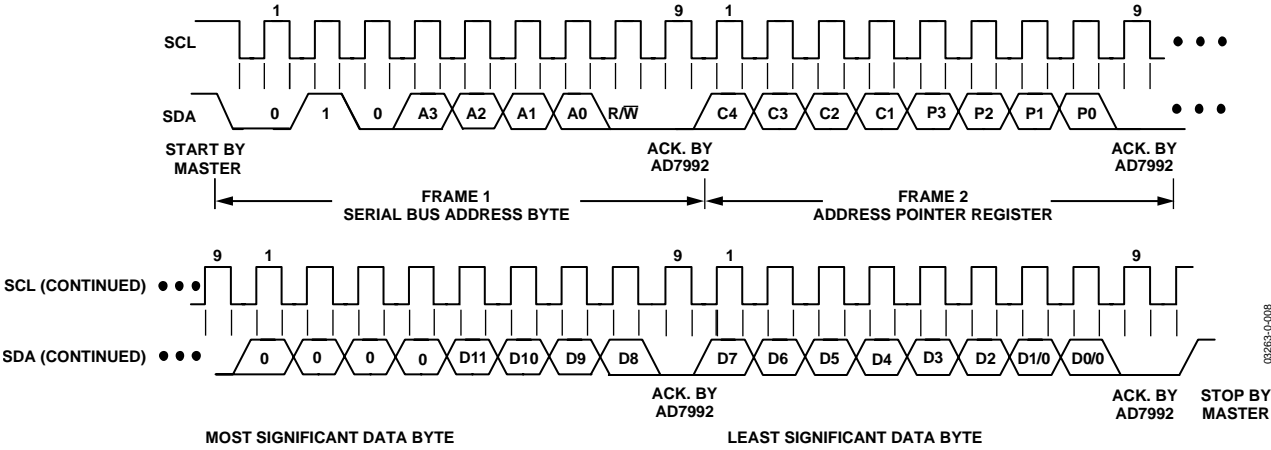 1 9 1 9
SCL
SDA 0 1 0 A3 A2 A1 A0 R/W̅ C4 C3 C2 C1 P3 P2 P1 P0
START BY
MASTER
ACK. BY
AD7992
ACK. BY
AD7992
FRAME 1
SERIAL BUS ADDRESS BYTE
FRAME 2
ADDRESS POINTER REGISTER
9 1 9 1 9
SCL (CONTINUED)
SDA (CONTINUED) 0 0 0 0 D11 D10 D9 D8 D7 D6 D5 D4 D3 D2 D1/0 D0/0
ACK. BY
AD7992
ACK. BY
AD7992
STOP BY
MASTER
MOST SIGNIFICANT DATA BYTE
LEAST SIGNIFICANT DATA BYTE
03263-0-008